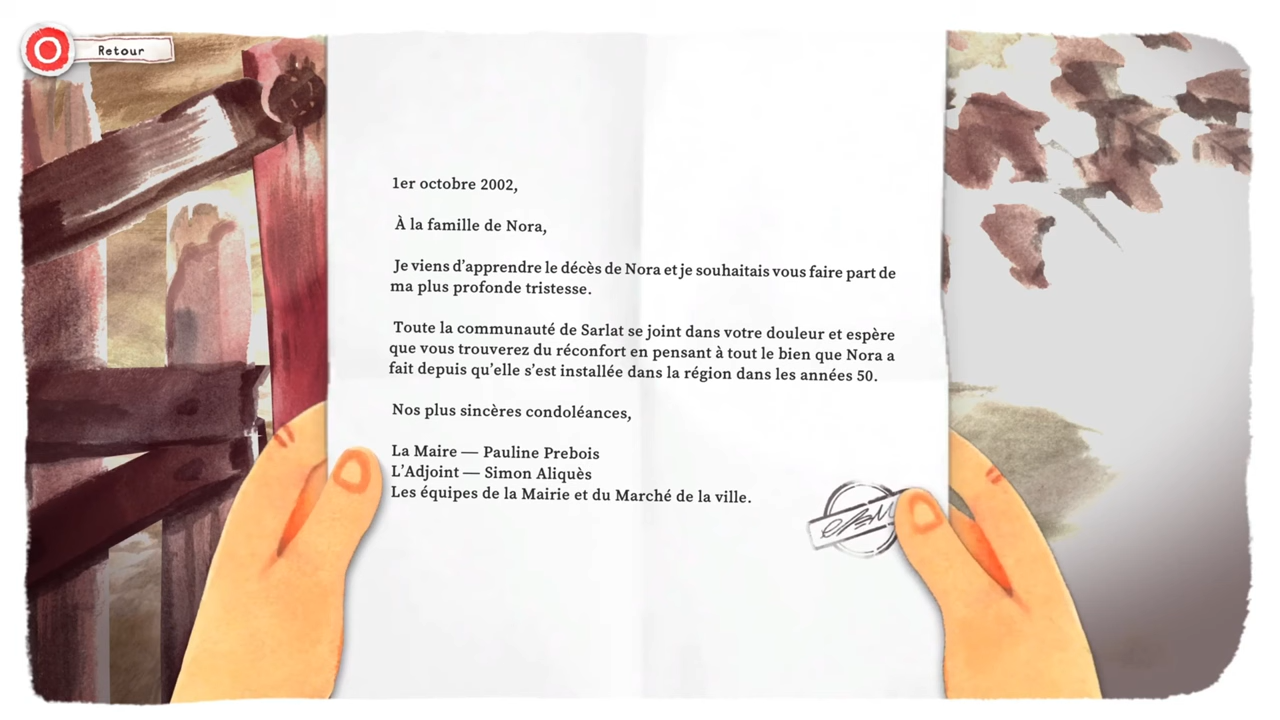 Retour
1er octobre 2002,
À la famille de Nora,
Je viens d'apprendre le décès de Nora et je souhaitais vous faire part de
ma plus profonde tristesse.
Toute la communauté de Sarlat se joint dans votre douleur et espère
que vous trouverez du réconfort en pensant à tout le bien que Nora a
fait depuis qu'elle s'est installée dans la région dans les années 50.
Nos plus sincères condoléances,
La Maire — Pauline Prebois
L'Adjoint — Simon Aliquès
Les équipes de la Mairie et du Marché de la ville.